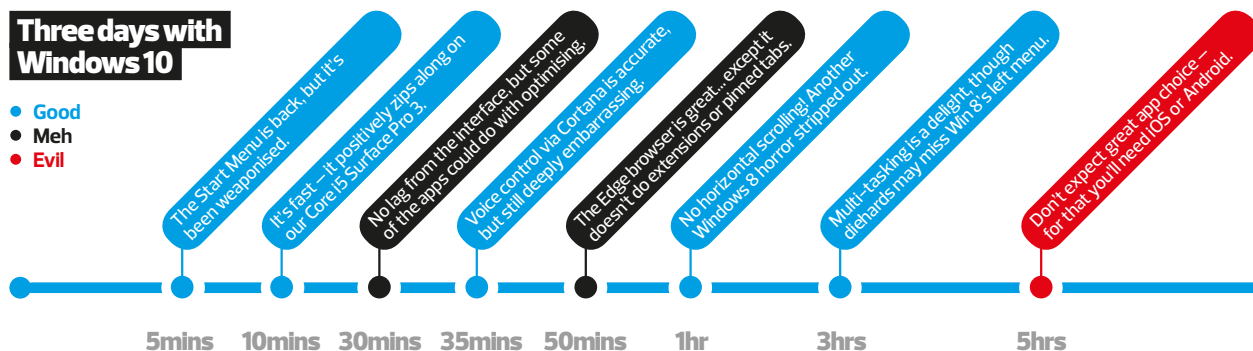 Three days with
Windows 10
Good
Meh
Evil
The Start Menu is back, but it's
been weaponised.
It's fast — it positively zips along on
our Core i5 Surface Pro 3.
No lag from the interface, but some
of the apps could do with optimising.
Voice control via Cortana is accurate,
but still deeply embarrassing.
The Edge browser is great...except it
doesn't do extensions or pinned tabs.
No horizontal scrolling! Another
Windows 8 horror stripped out.
Multi-tasking is a delight, though
diehards may miss Win 8's left menu.
Don't expect great app choice —
for that you'll need iOS or Android.
5mins
10mins
30mins
35mins
50mins
1hr
3hrs
5hrs